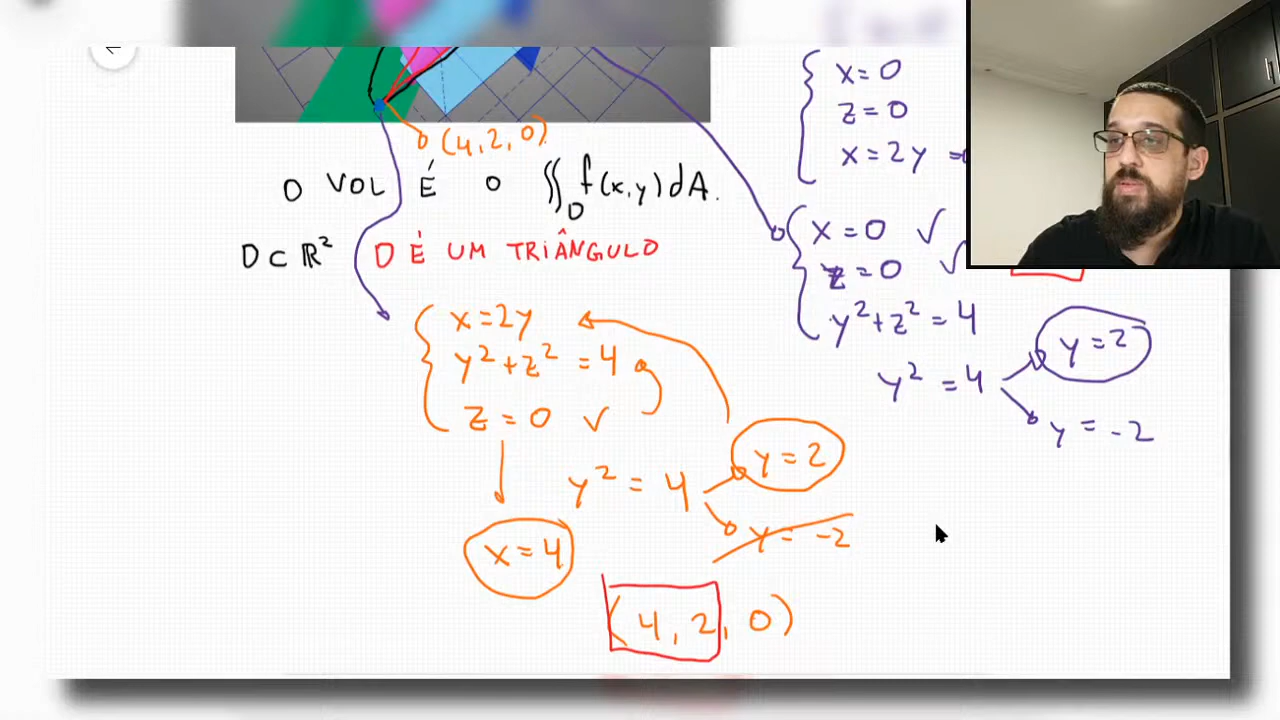 (4,2,0)
O VOL É O ∬_D f(x,y)dA.
D ⊂ ℝ² D É UM TRIÂNGULO
x=2y
y²+z²=4
z=0 ✓
y²=4
y=2
y=-2
x=4
(4,2,0)
x=0
z=0
x=2y
x=0 ✓
z=0 ✓
y²+z²=4
y²=4
y=2
y=-2